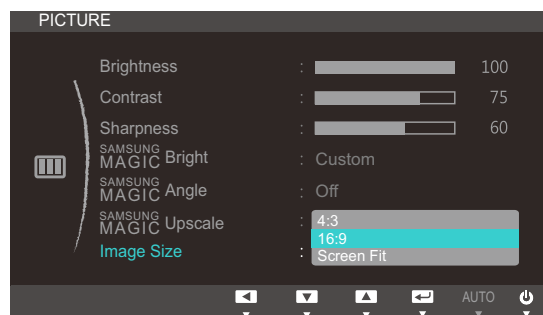 PICTURE
Brightness : 100
Contrast : 75
Sharpness : 60
SAMSUNG MAGIC Bright : Custom
SAMSUNG MAGIC Angle : Off
SAMSUNG MAGIC Upscale : 4:3
16:9
Image Size : Screen Fit
AUTO